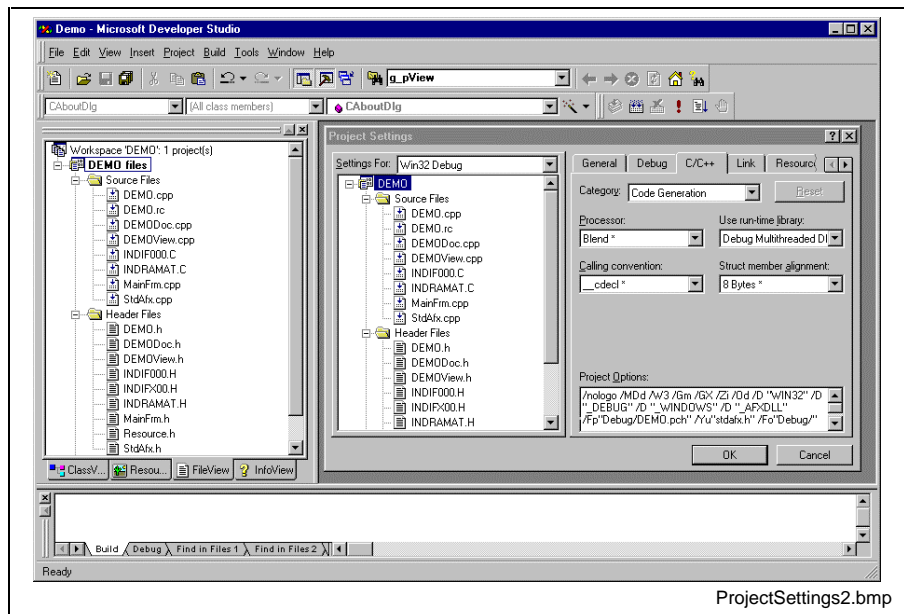 Demo - Microsoft Developer Studio
File Edit View Insert Project Build Tools Window Help
g_pView
CAboutDlg
[All class members]
CAboutDlg
Workspace 'DEMO': 1 project(s)
DEMO files
Source Files
DEMO.cpp
DEMO.rc
DEMODoc.cpp
DEMOView.cpp
INDIF000.C
INDRAMAT.C
MainFrm.cpp
StdAfx.cpp
Header Files
DEMO.h
DEMODoc.h
DEMOView.h
INDIF000.H
INDIFX00.H
INDRAMAT.H
MainFrm.h
Resource.h
StdAfx.h
ClassV... Resou... FileView InfoView
Project Settings
Settings For: Win32 Debug
DEMO
Source Files
DEMO.cpp
DEMO.rc
DEMODoc.cpp
DEMOView.cpp
INDIF000.C
INDRAMAT.C
MainFrm.cpp
StdAfx.cpp
Header Files
DEMO.h
DEMODoc.h
DEMOView.h
INDIF000.H
INDIFX00.H
INDRAMAT.H
General Debug C/C++ Link Resourc
Category: Code Generation Reset
Processor: Use run-time library:
Blend * Debug Multithreaded Dl
Calling convention: Struct member alignment:
__cdecl * 8 Bytes *
Project Options:
/nologo /MDd /W3 /Gm /GX /Zi /Od /D "WIN32" /D
"_DEBUG" /D "_WINDOWS" /D "_AFXDLL"
/Fp"Debug/DEMO.pch" /Yu"stdafx.h" /Fo"Debug/"
OK Cancel
Build Debug Find in Files 1 Find in Files 2
Ready
ProjectSettings2.bmp